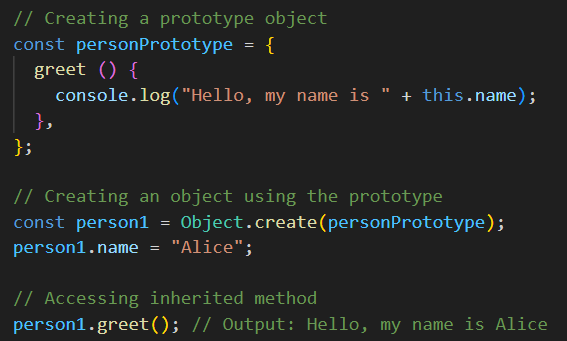 // Creating a prototype object
const personPrototype = {
  greet () {
    console.log("Hello, my name is " + this.name);
  },
};

// Creating an object using the prototype
const person1 = Object.create(personPrototype);
person1.name = "Alice";

// Accessing inherited method
person1.greet(); // Output: Hello, my name is Alice